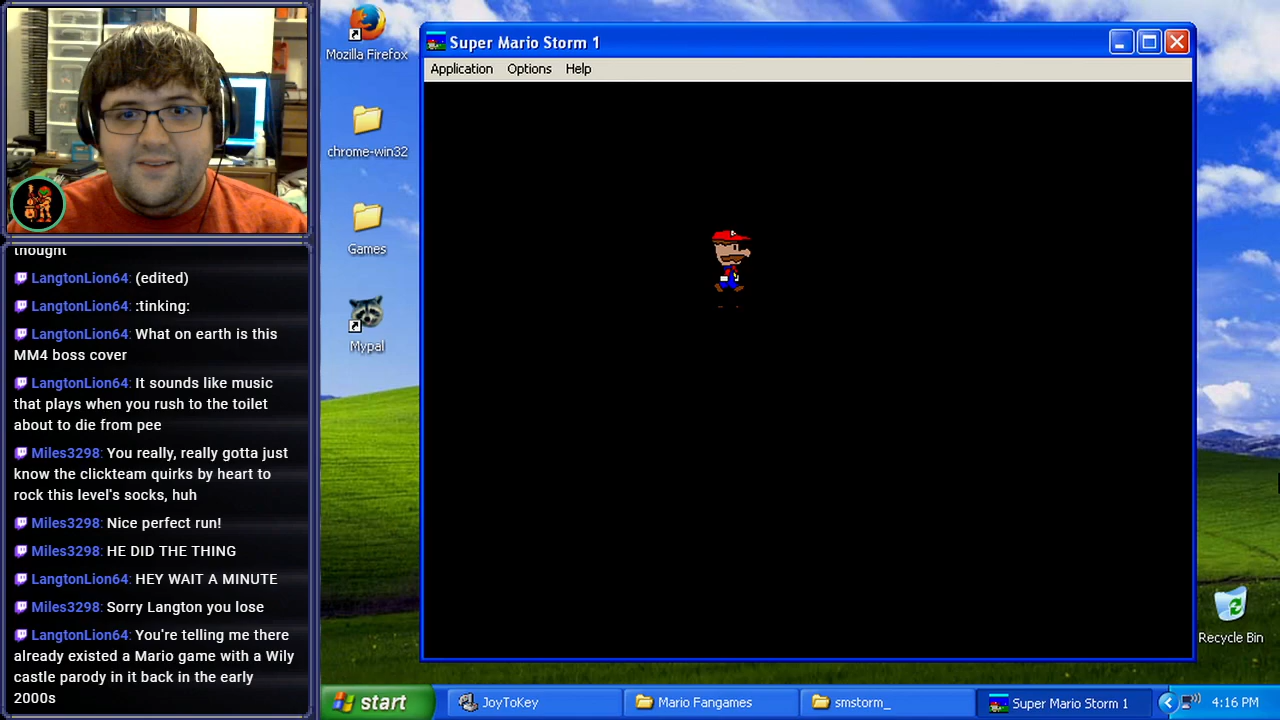 thought
LangtonLion64: (edited)
LangtonLion64: :tinking:
LangtonLion64: What on earth is this
MM4 boss cover
LangtonLion64: It sounds like music
that plays when you rush to the toilet
about to die from pee
Miles3298: You really, really gotta just
know the clickteam quirks by heart to
rock this level's socks, huh
Miles3298: Nice perfect run!
Miles3298: HE DID THE THING
LangtonLion64: HEY WAIT A MINUTE
Miles3298: Sorry Langton you lose
LangtonLion64: You're telling me there
already existed a Mario game with a Wily
castle parody in it back in the early
2000s
Mozilla Firefox
chrome-win32
Games
Mypal
Super Mario Storm 1
Application Options Help
Recycle Bin
start
JoyToKey
Mario Fangames
smstorm_
Super Mario Storm 1
4:16 PM